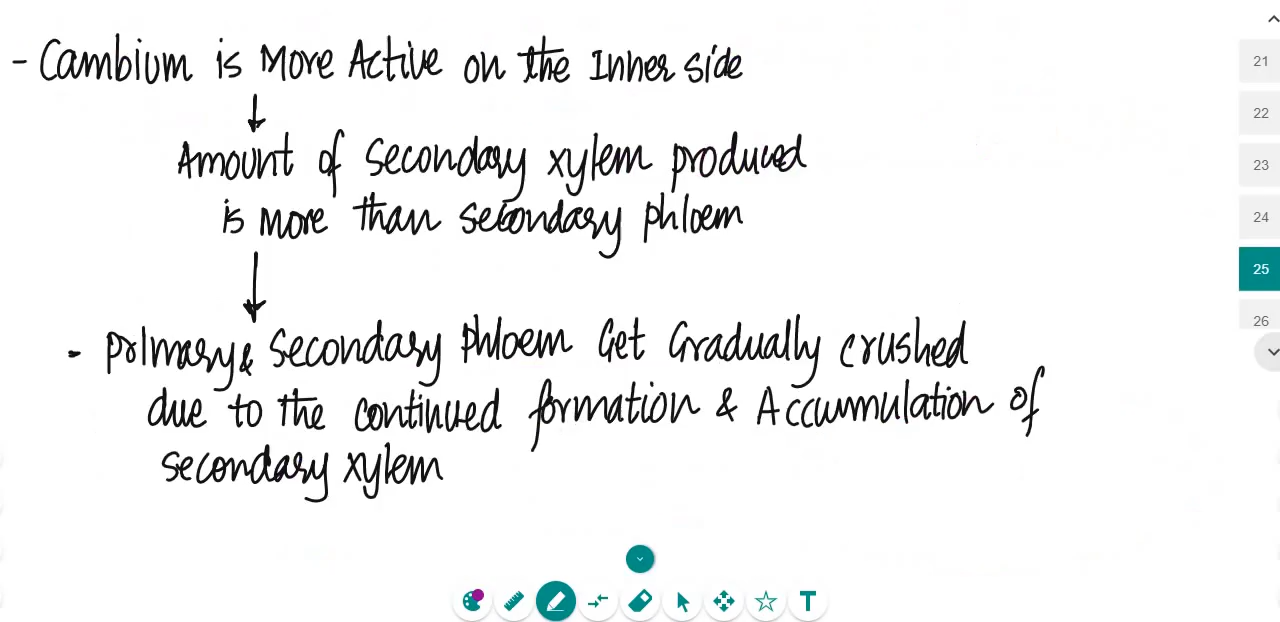 - Cambium is More Active on the Inner side
↓
Amount of Secondary xylem produced
is more than secondary phloem
↓
- Primary & Secondary Phloem Get Gradually crushed
due to the continued formation & Accumulation of
secondary xylem
21
22
23
24
25
26
T